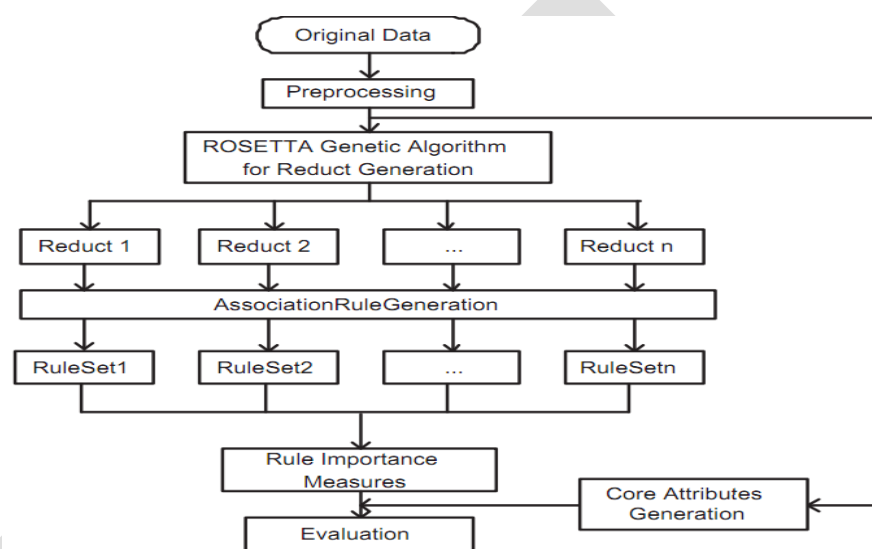 Original Data
Preprocessing
ROSETTA Genetic Algorithm
for Reduct Generation
Reduct 1
Reduct 2
...
Reduct n
AssociationRuleGeneration
RuleSet1
RuleSet2
...
RuleSetn
Rule Importance
Measures
Core Attributes
Generation
Evaluation